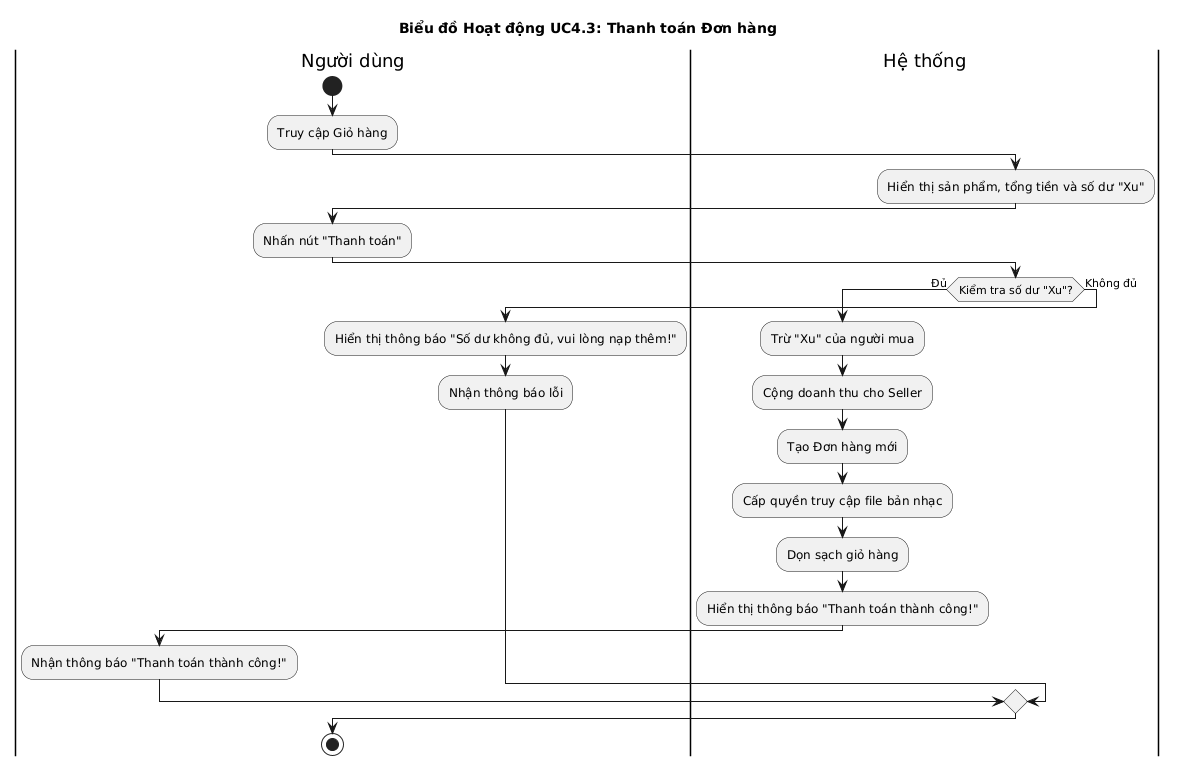 Biểu đồ Hoạt động UC4.3: Thanh toán Đơn hàng
Người dùng
Hệ thống
Truy cập Giỏ hàng
Hiển thị sản phẩm, tổng tiền và số dư "Xu"
Nhấn nút "Thanh toán"
Đủ
Kiểm tra số dư "Xu"?
Không đủ
Hiển thị thông báo "Số dư không đủ, vui lòng nạp thêm!"
Trừ "Xu" của người mua
Nhận thông báo lỗi
Cộng doanh thu cho Seller
Tạo Đơn hàng mới
Cấp quyền truy cập file bản nhạc
Dọn sạch giỏ hàng
Hiển thị thông báo "Thanh toán thành công!"
Nhận thông báo "Thanh toán thành công!"